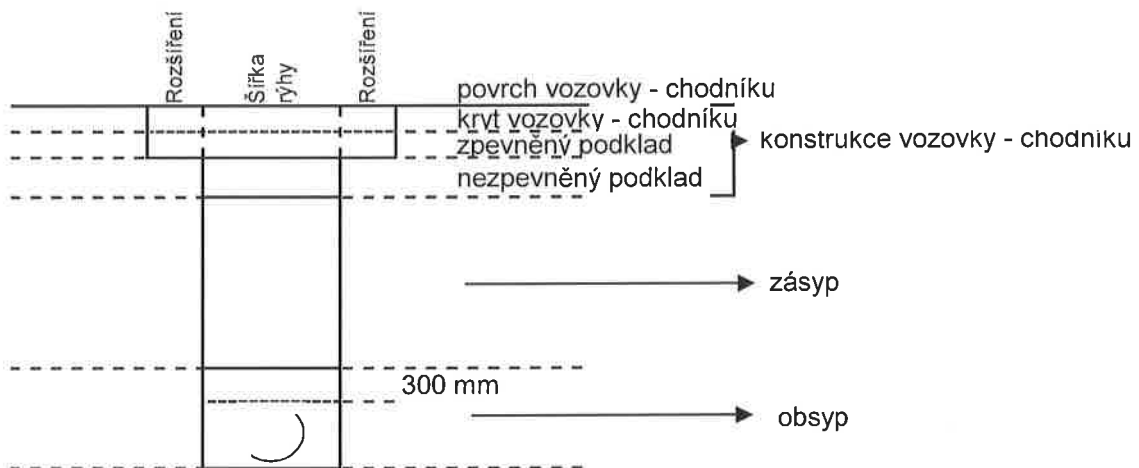 Rozšíření
Šířka
rýhy
Rozšíření
povrch vozovky - chodníku
kryt vozovky - chodníku
zpevněný podklad
konstrukce vozovky - chodníku
nezpevněný podklad
zásyp
300 mm
obsyp